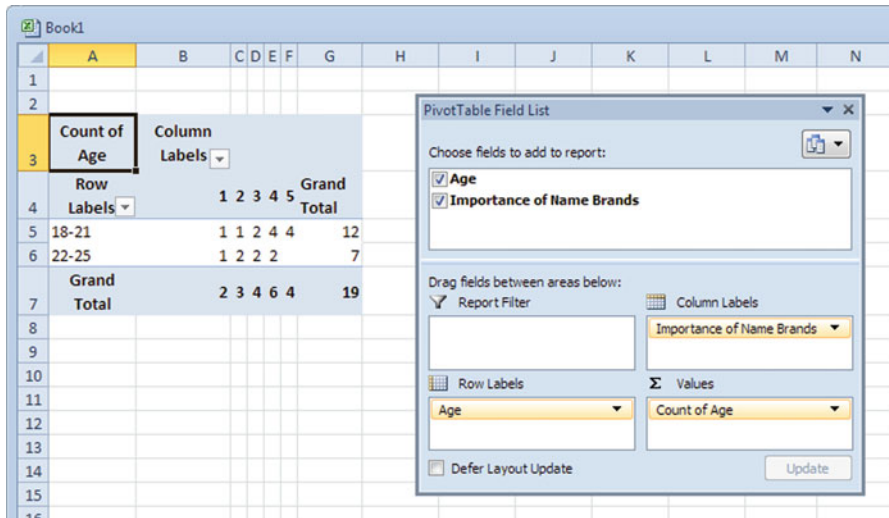 Book1
A B C D E F G H I J K L M N
1
2
3 Count of Age Column Labels
4 Row Labels 1 2 3 4 5 Grand Total
5 18-21 1 1 2 4 4 12
6 22-25 1 2 2 2 7
7 Grand Total 2 3 4 6 4 19
8
9
10
11
12
13
14
15
16
PivotTable Field List
Choose fields to add to report:
Age
Importance of Name Brands
Drag fields between areas below:
Report Filter
Column Labels
Importance of Name Brands
Row Labels
Σ Values
Age
Count of Age
Defer Layout Update
Update